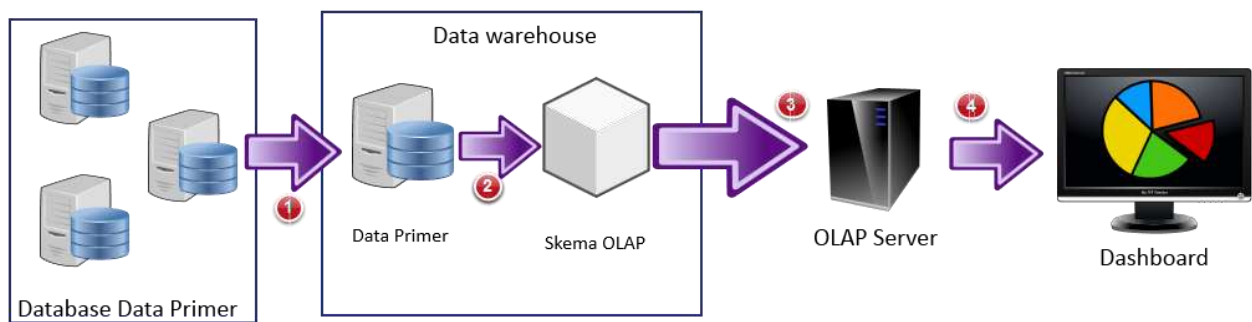 Data warehouse
1
2
3
4
Data Primer
Skema OLAP
OLAP Server
Dashboard
Database Data Primer